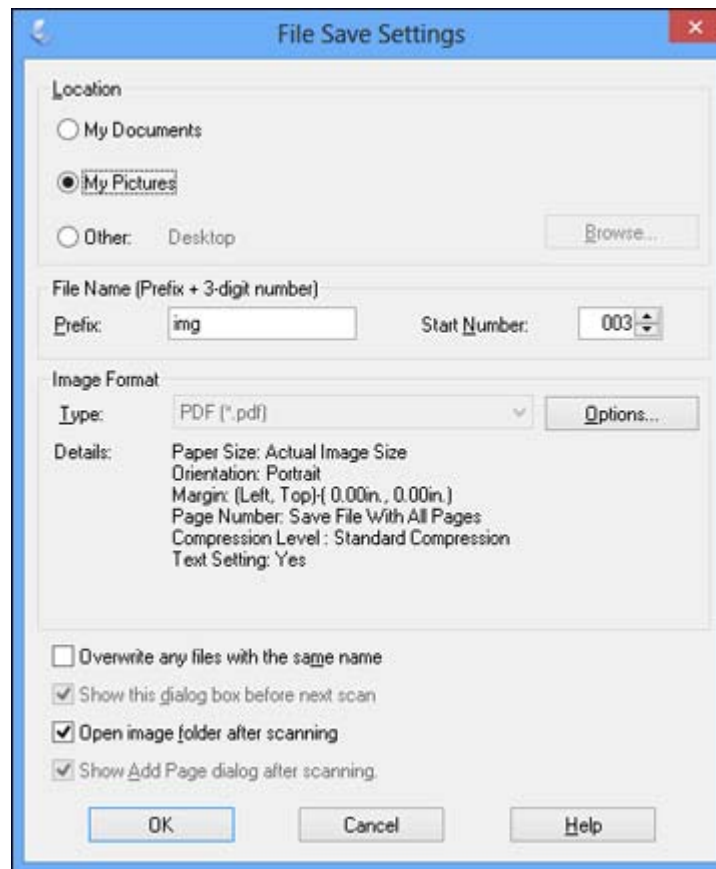 File Save Settings
Location
My Documents
My Pictures
Other: Desktop Browse...
File Name (Prefix + 3-digit number)
Prefix: img Start Number: 003
Image Format
Type: PDF (*.pdf) Options...
Details: Paper Size: Actual Image Size
Orientation: Portrait
Margin: (Left, Top)-( 0.00in., 0.00in.)
Page Number: Save File With All Pages
Compression Level : Standard Compression
Text Setting: Yes
Overwrite any files with the same name
Show this dialog box before next scan
Open image folder after scanning
Show Add Page dialog after scanning.
OK Cancel Help